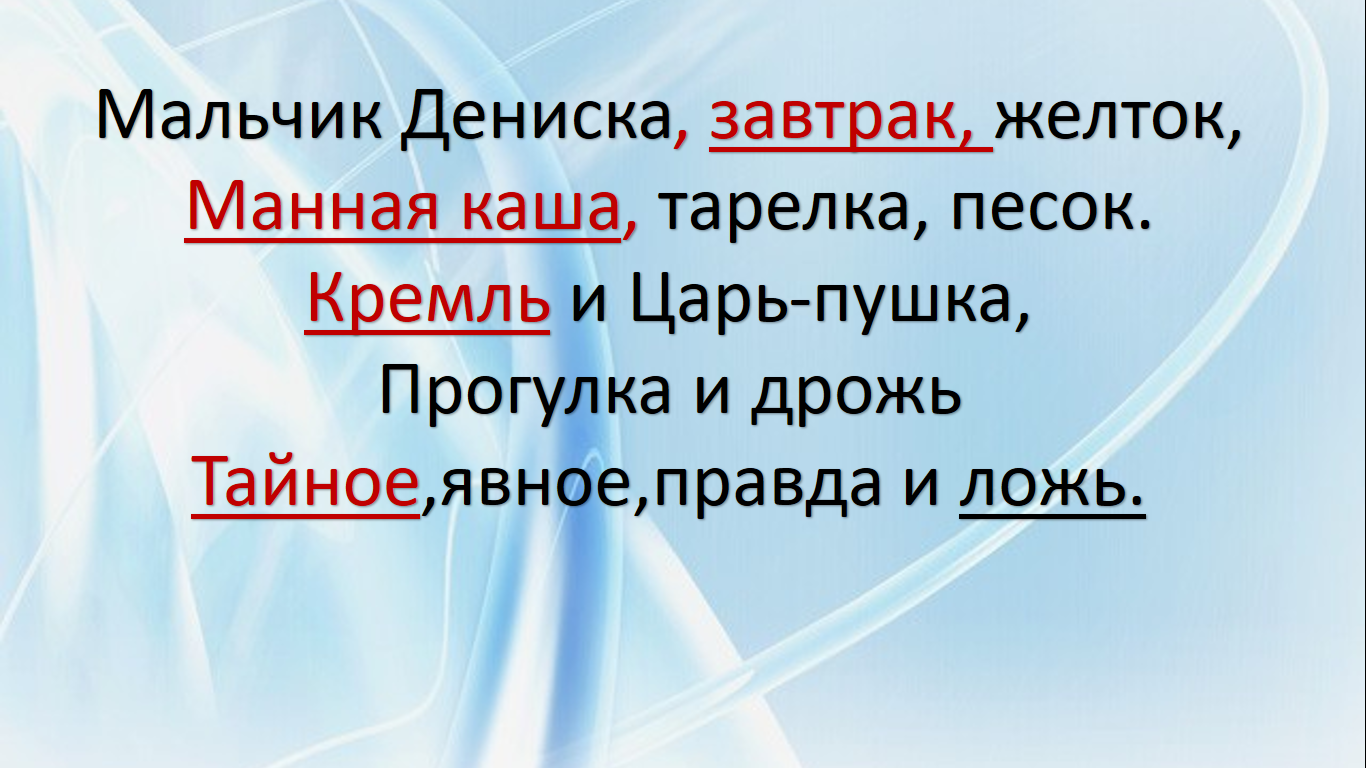 Мальчик Дениска, завтрак, желток,
Манная каша, тарелка, песок.
Кремль и Царь-пушка,
Прогулка и дрожь
Тайное,явное,правда и ложь.